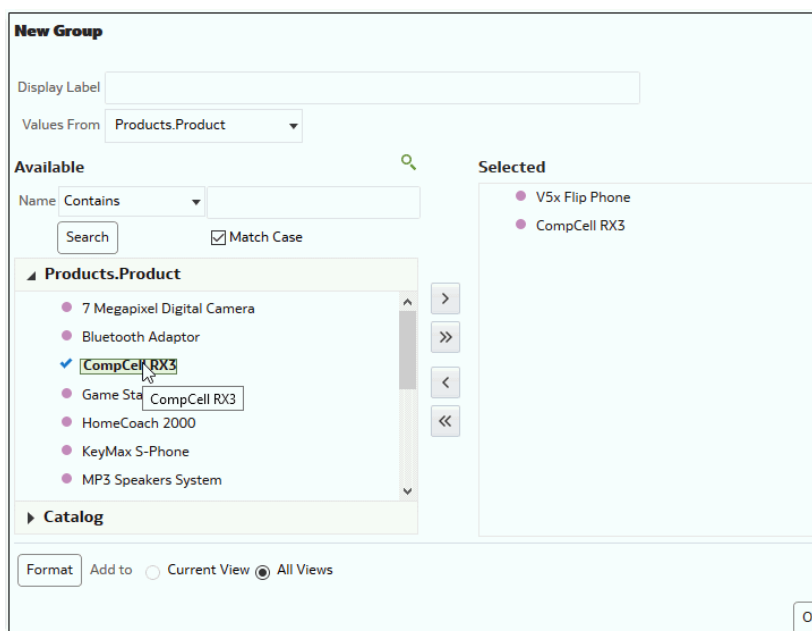 New Group
Display Label
Values From Products.Product
Available
Selected
Name Contains
Search Match Case
V5x Flip Phone
CompCell RX3
Products.Product
7 Megapixel Digital Camera
Bluetooth Adaptor
CompCell RX3
CompCell RX3
HomeCoach 2000
KeyMax S-Phone
MP3 Speakers System
Catalog
Format Add to Current View All Views